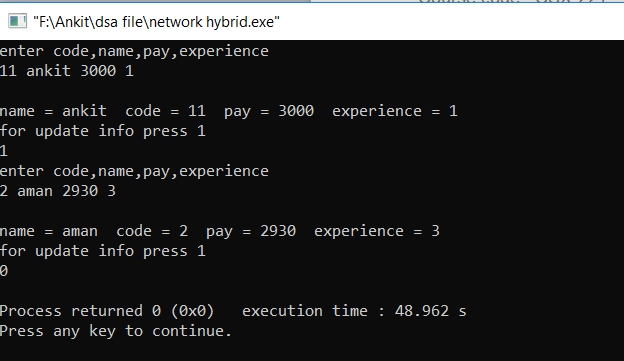 "F:\Ankit\dsa file\network hybrid.exe"
enter code,name,pay,experience
11 ankit 3000 1
name = ankit  code = 11  pay = 3000  experience = 1
for update info press 1
1
enter code,name,pay,experience
2 aman 2930 3
name = aman  code = 2  pay = 2930  experience = 3
for update info press 1
0
Process returned 0 (0x0)   execution time : 48.962 s
Press any key to continue.